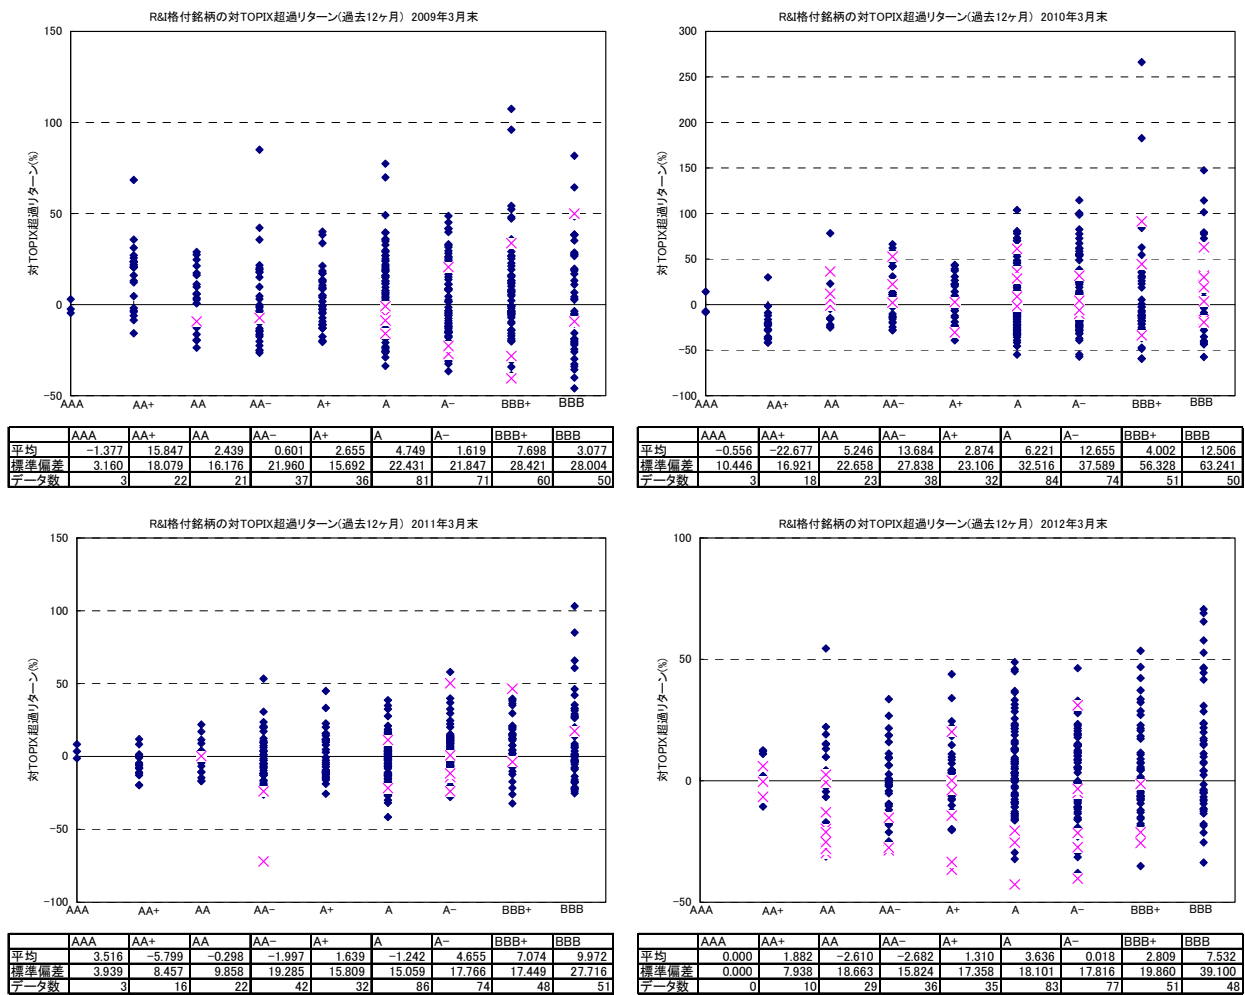 R&I格付銘柄の対TOPIX超過リターン(過去12ヶ月) 2009年3月末
150
100
50
0
-50
対TOPIX超過リターン(%)
AAA AA+ AA AA- A+ A A- BBB+ BBB
AAA AA+ AA AA- A+ A A- BBB+ BBB
平均 -1.377 15.847 2.439 0.601 2.655 4.749 1.619 7.698 3.077
標準偏差 3.160 18.079 16.176 21.960 15.692 22.431 21.847 28.421 28.004
データ数 3 22 21 37 36 81 71 60 50
R&I格付銘柄の対TOPIX超過リターン(過去12ヶ月) 2010年3月末
300
250
200
150
100
50
0
-50
-100
対TOPIX超過リターン(%)
AAA AA+ AA AA- A+ A A- BBB+ BBB
AAA AA+ AA AA- A+ A A- BBB+ BBB
平均 -0.556 -22.677 5.246 13.684 2.874 6.221 12.655 4.002 12.506
標準偏差 10.446 16.921 22.658 27.838 23.106 32.516 37.589 56.328 63.241
データ数 3 18 23 38 32 84 74 51 50
R&I格付銘柄の対TOPIX超過リターン(過去12ヶ月) 2011年3月末
150
100
50
0
-50
-100
対TOPIX超過リターン(%)
AAA AA+ AA AA- A+ A A- BBB+ BBB
AAA AA+ AA AA- A+ A A- BBB+ BBB
平均 3.516 -5.799 -0.298 -1.997 1.639 -1.242 4.655 7.074 9.972
標準偏差 3.939 8.457 9.858 19.285 15.809 15.059 17.766 17.449 27.716
データ数 3 16 22 42 32 86 74 48 51
R&I格付銘柄の対TOPIX超過リターン(過去12ヶ月) 2012年3月末
100
50
0
-50
対TOPIX超過リターン(%)
AAA AA+ AA AA- A+ A A- BBB+ BBB
AAA AA+ AA AA- A+ A A- BBB+ BBB
平均 0.000 1.882 -2.610 -2.682 1.310 3.636 0.018 2.809 7.532
標準偏差 0.000 7.938 18.663 15.824 17.358 18.101 17.816 19.860 39.100
データ数 0 10 29 36 35 83 77 51 48